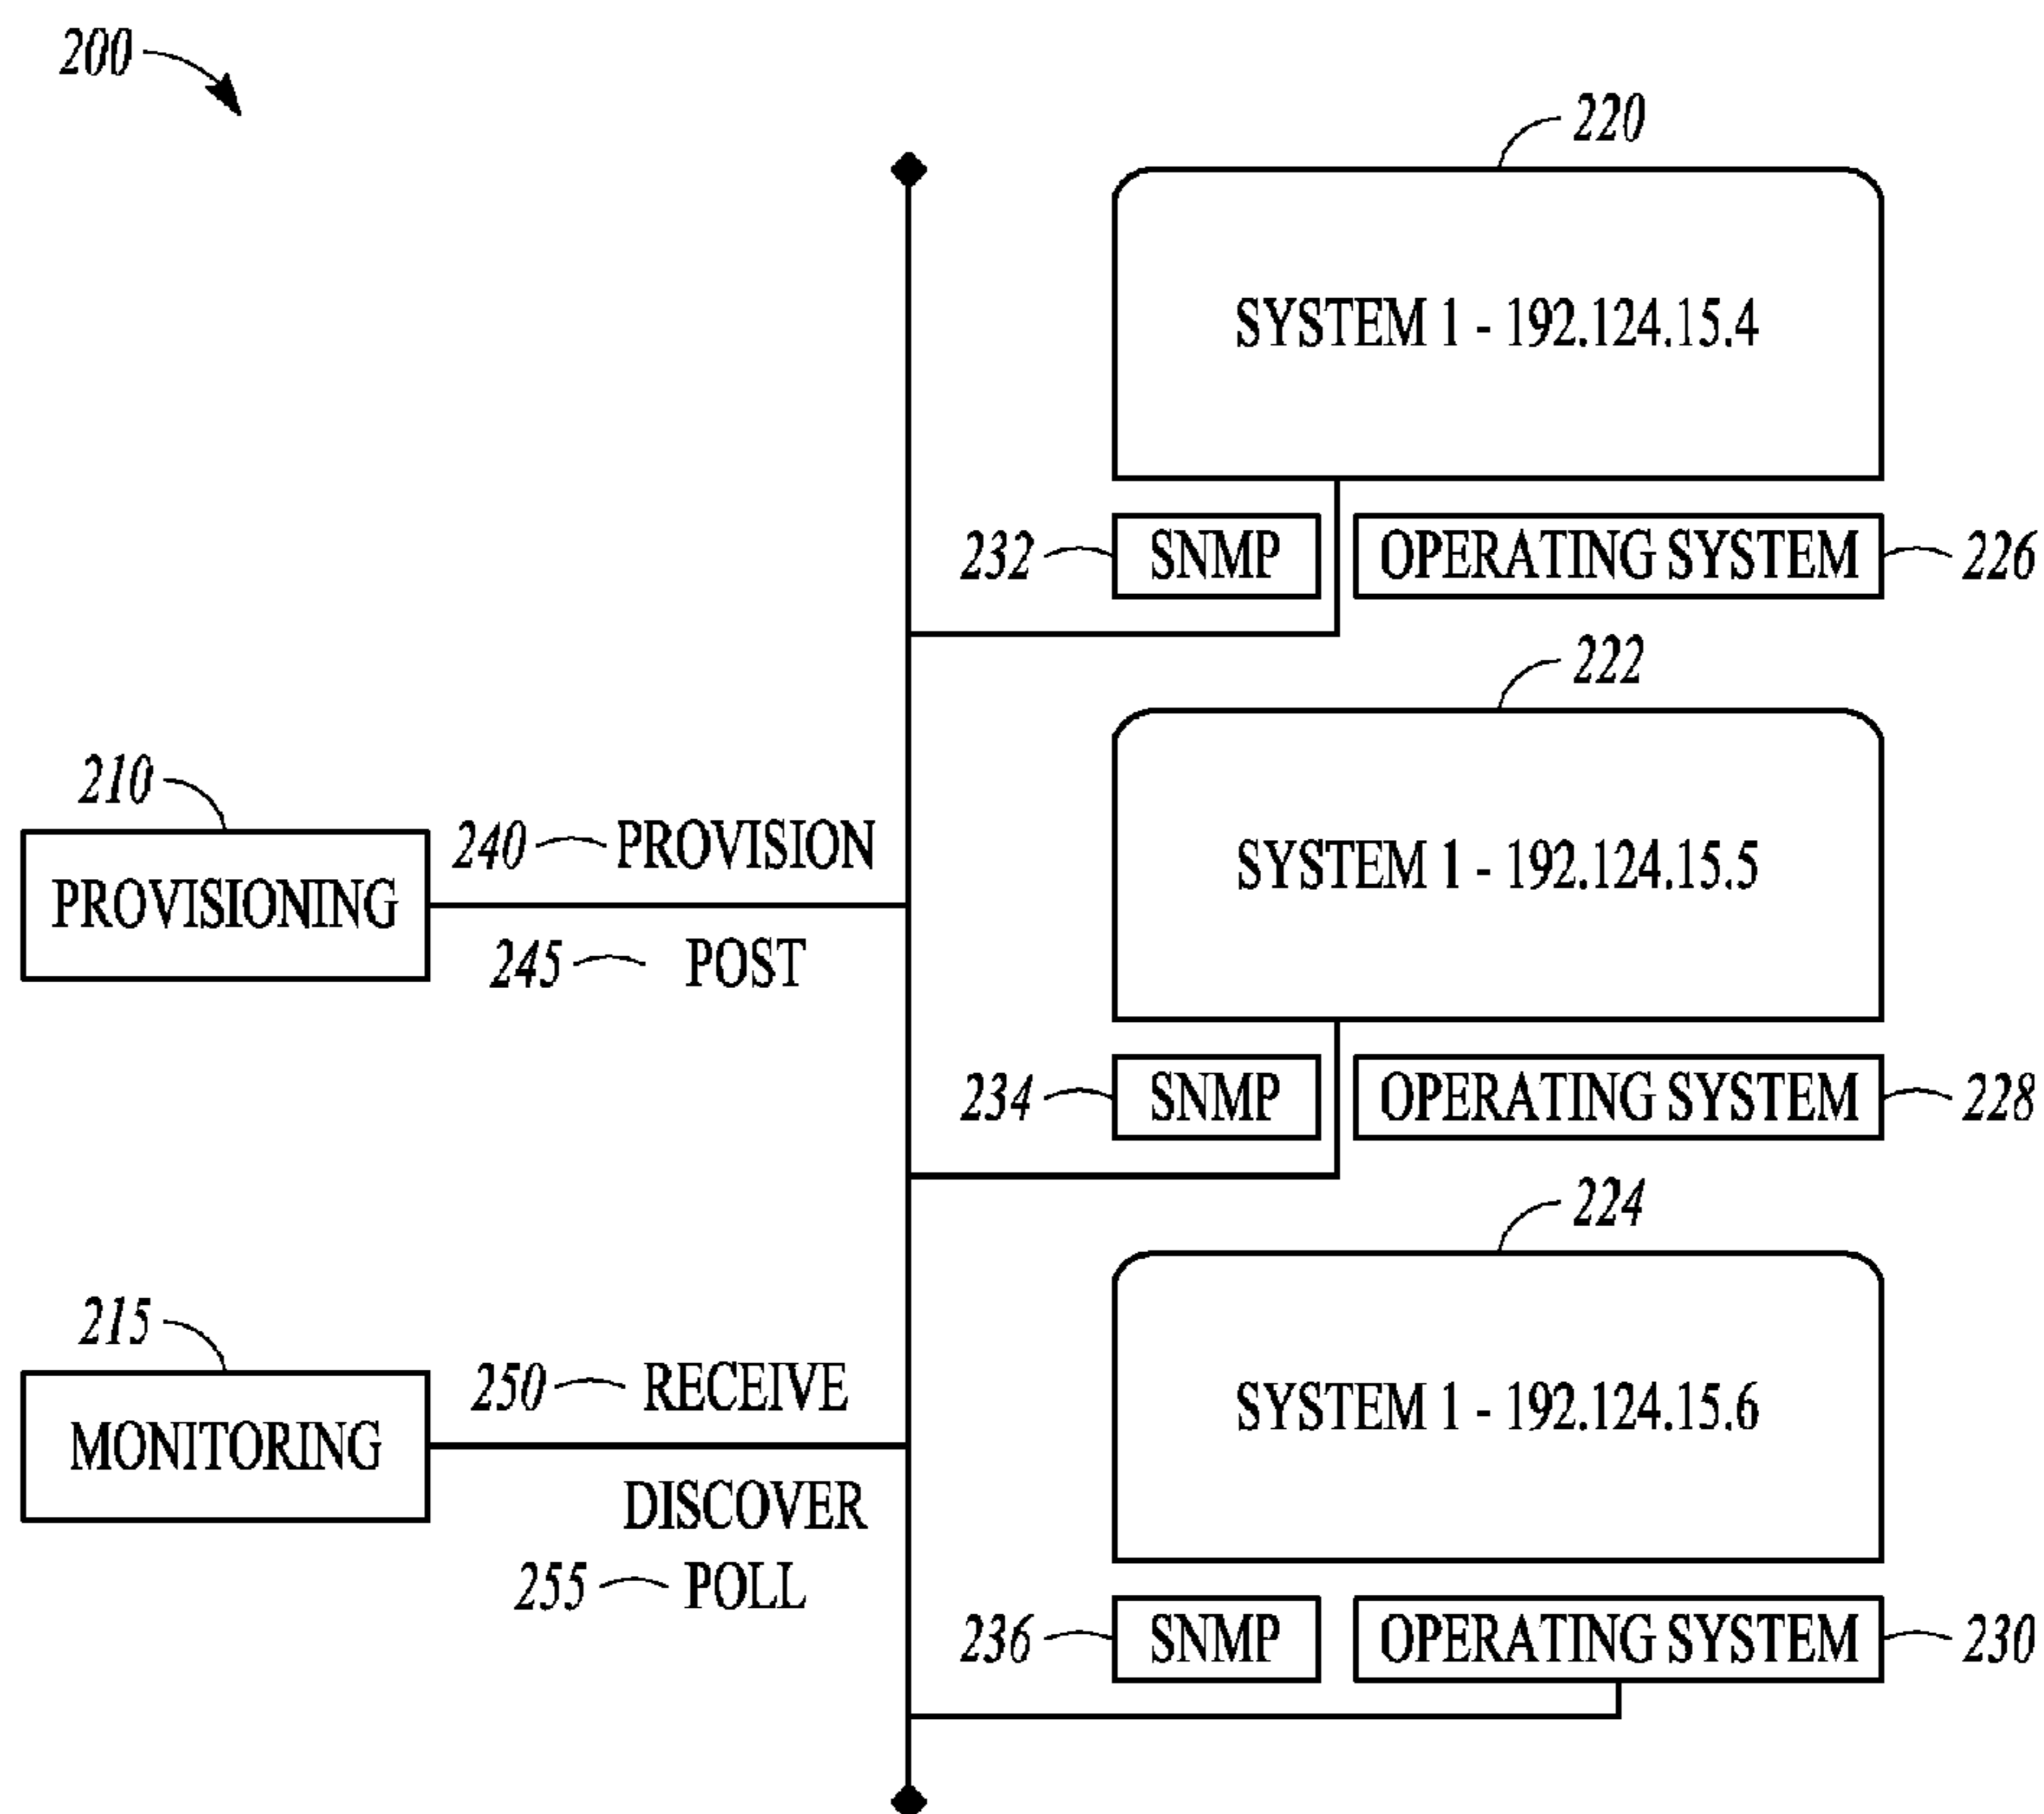 200
220
SYSTEM 1 - 192.124.15.4
232 SNMP OPERATING SYSTEM 226
222
210
240 PROVISION
PROVISIONING
SYSTEM 1 - 192.124.15.5
245 POST
234 SNMP OPERATING SYSTEM 228
224
215
250 RECEIVE
MONITORING
SYSTEM 1 - 192.124.15.6
DISCOVER
255 POLL
236 SNMP OPERATING SYSTEM 230